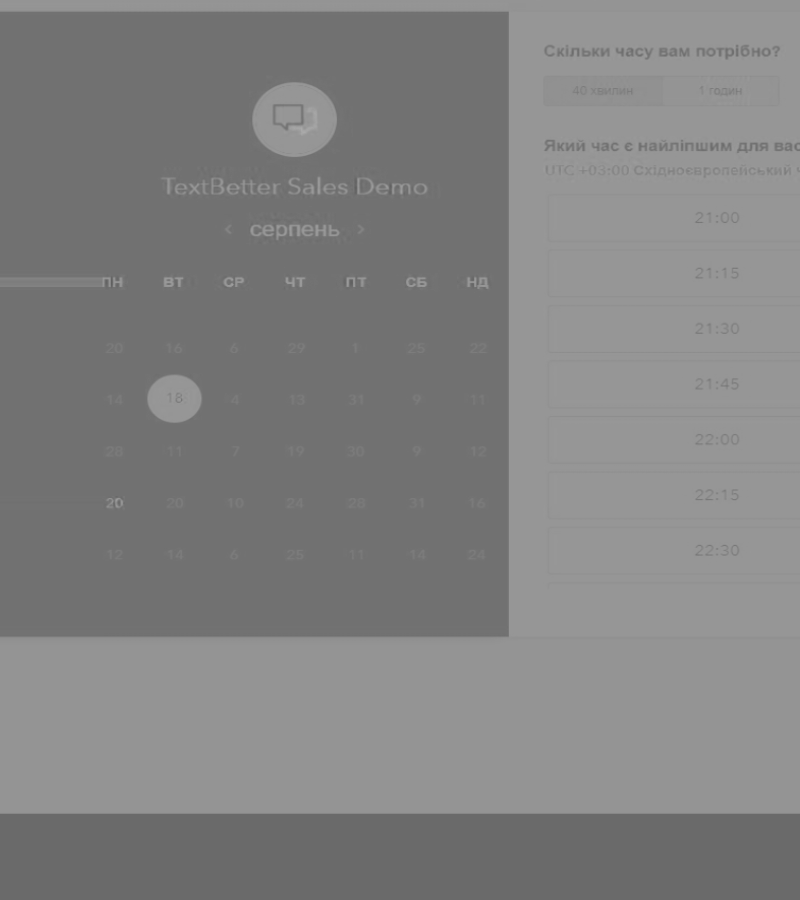 TextBetter Sales Demo
‹ серпень ›
ПН ВТ СР ЧТ ПТ СБ НД
20 16 6 29 1 25 22
14 18 4 13 31 9 11
28 11 7 19 30 9 12
20 20 10 24 28 31 16
12 14 6 25 11 14 24
Скільки часу вам потрібно?
40 хвилин 1 годин
Який час є найліпшим для вас
UTC +03:00 Східноєвропейський ч
21:00
21:15
21:30
21:45
22:00
22:15
22:30